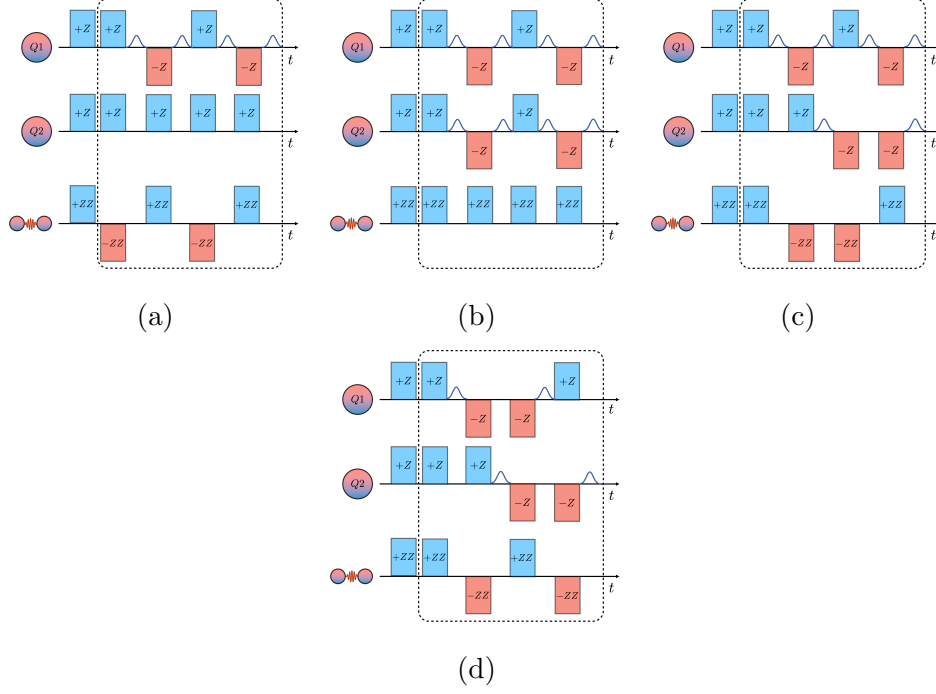 +Z +Z +Z
Q1 t
−Z −Z
+Z +Z +Z +Z +Z
Q2 t
+ZZ +ZZ +ZZ
t
−ZZ −ZZ
(a)
+Z +Z +Z
Q1 t
−Z −Z
+Z +Z +Z
Q2 t
−Z −Z
+ZZ +ZZ +ZZ +ZZ +ZZ
t
(b)
+Z +Z +Z
Q1 t
−Z −Z
+Z +Z +Z
Q2 t
−Z −Z
+ZZ +ZZ +ZZ
t
−ZZ −ZZ
(c)
+Z +Z +Z
Q1 t
−Z −Z
+Z +Z +Z
Q2 t
−Z −Z
+ZZ +ZZ +ZZ
t
−ZZ −ZZ
(d)